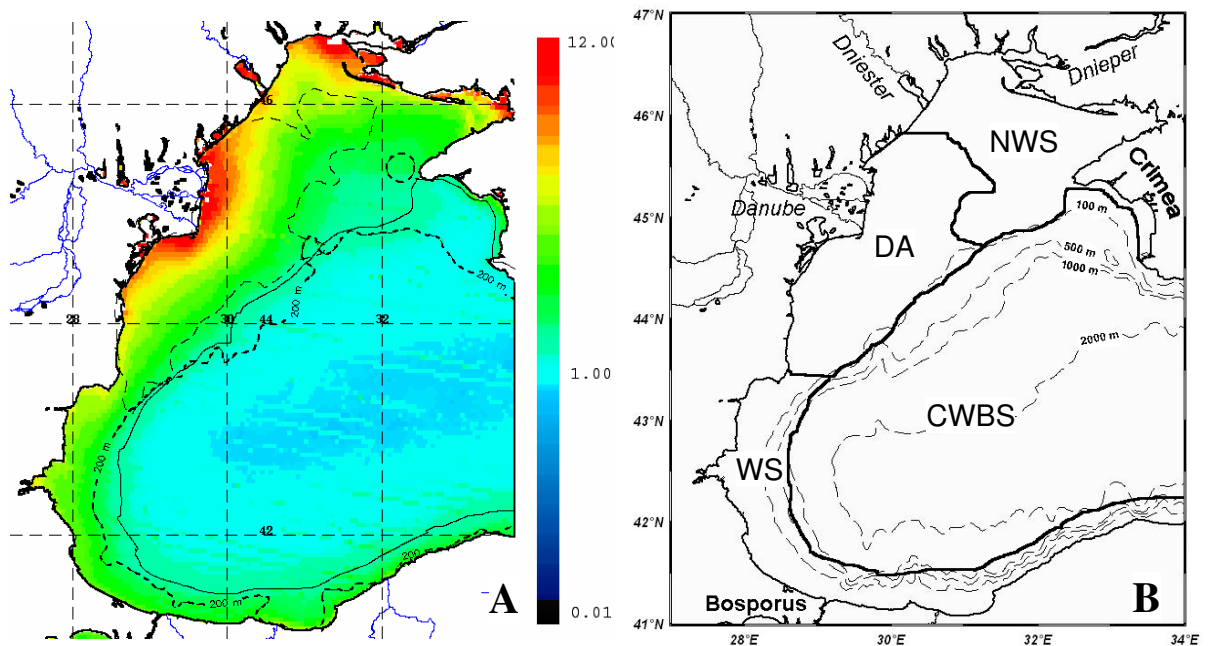 12.00
1.00
0.01
46
28
30
44
32
42
200 m
200 m
200 m
200 m
200 m
A
47°N
46°N
45°N
44°N
43°N
42°N
41°N
28°E
30°E
32°E
34°E
Dniester
Dnieper
NWS
Crimea
Danube
DA
100 m
500 m
1000 m
2000 m
CWBS
WS
Bosporus
B